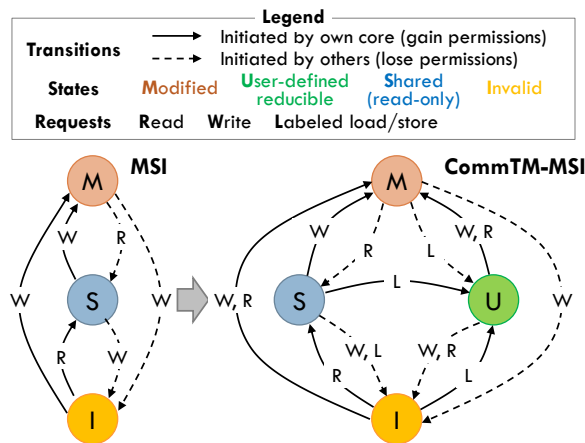 Legend
Transitions
Initiated by own core (gain permissions)
Initiated by others (lose permissions)
States
Modified
User-defined
reducible
Shared
(read-only)
Invalid
Requests
Read
Write
Labeled load/store
MSI
CommTM-MSI
M
W
R
W
S
W
R
W
I
M
W
R
L
W, R
W, R
S
L
U
W
W, L
W, R
R
L
I